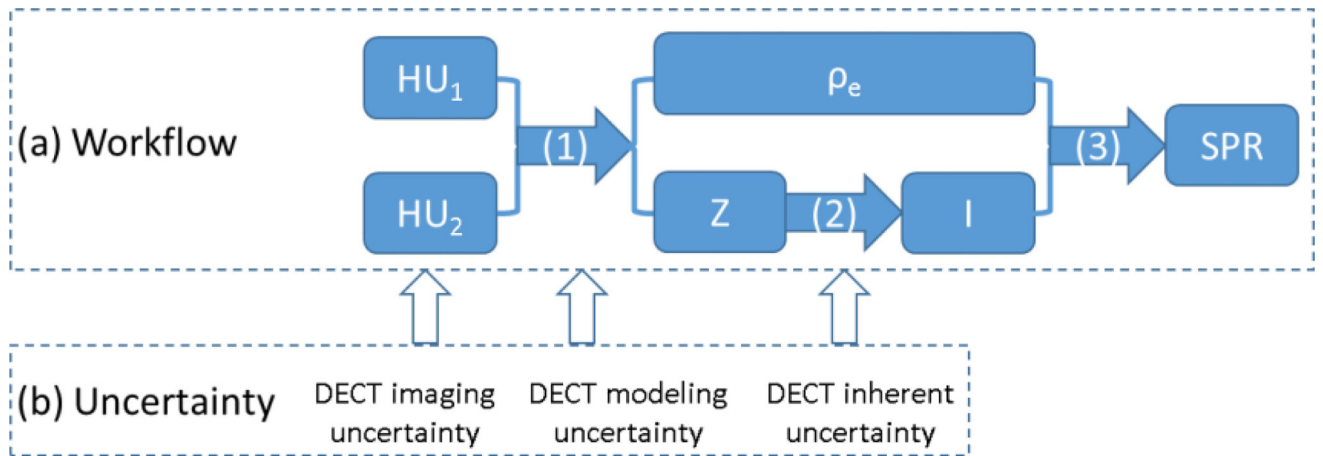 HU₁
ρₑ
(a) Workflow
(1)
(3)
SPR
HU₂
Z
(2)
I
(b) Uncertainty
DECT imaging
uncertainty
DECT modeling
uncertainty
DECT inherent
uncertainty